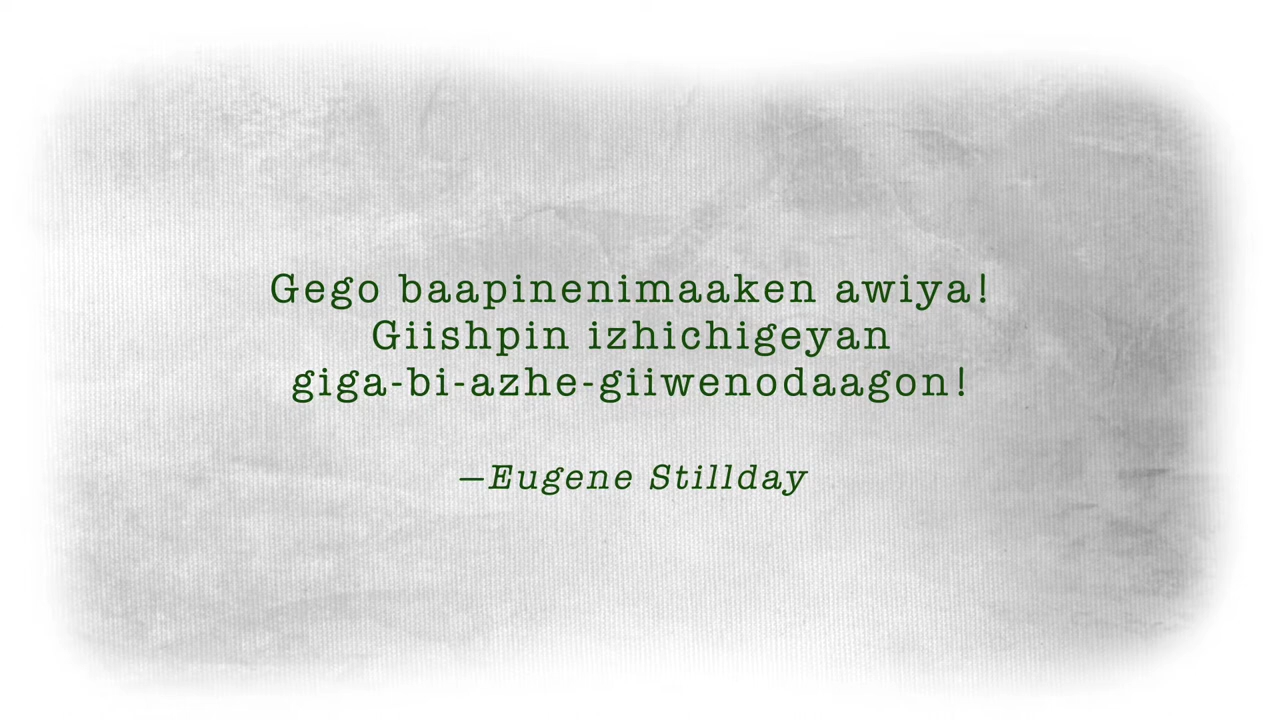 Gego baapinenimaaken awiya!
Giishpin izhichigeyan
giga-bi-azhe-giiwenodaagon!
—Eugene Stillday